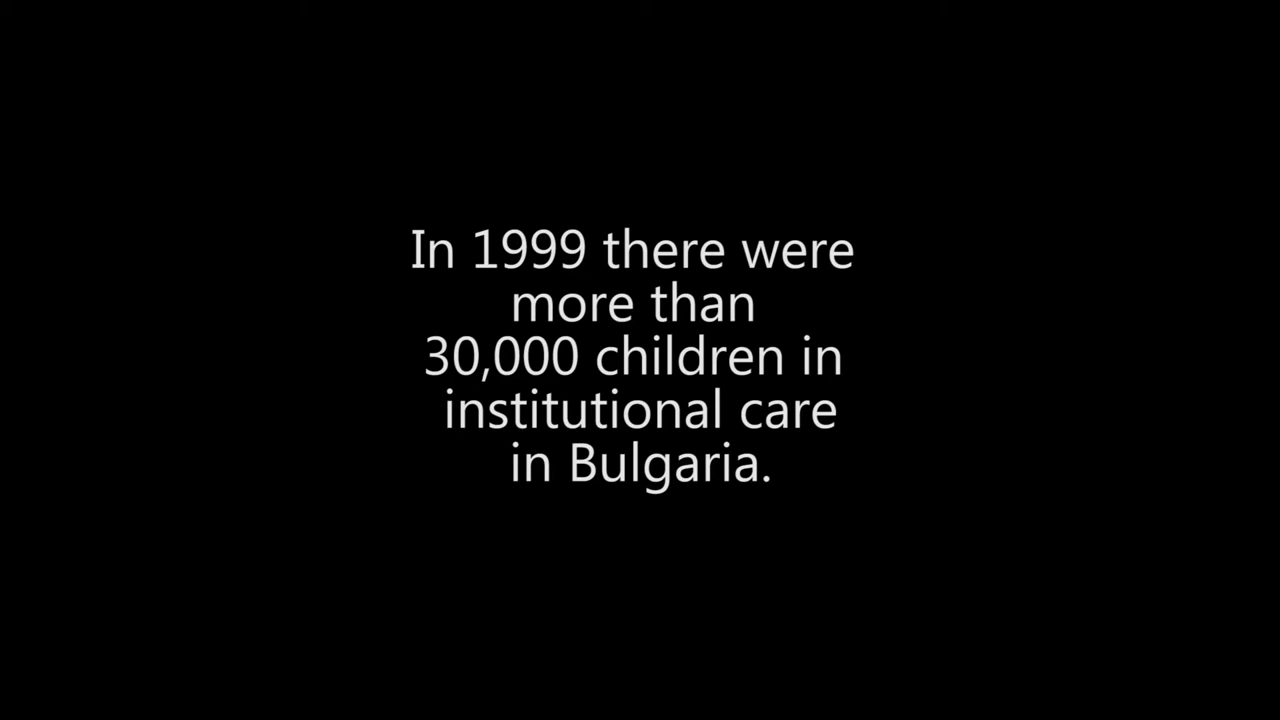 In 1999 there were
more than
30,000 children in
institutional care
in Bulgaria.